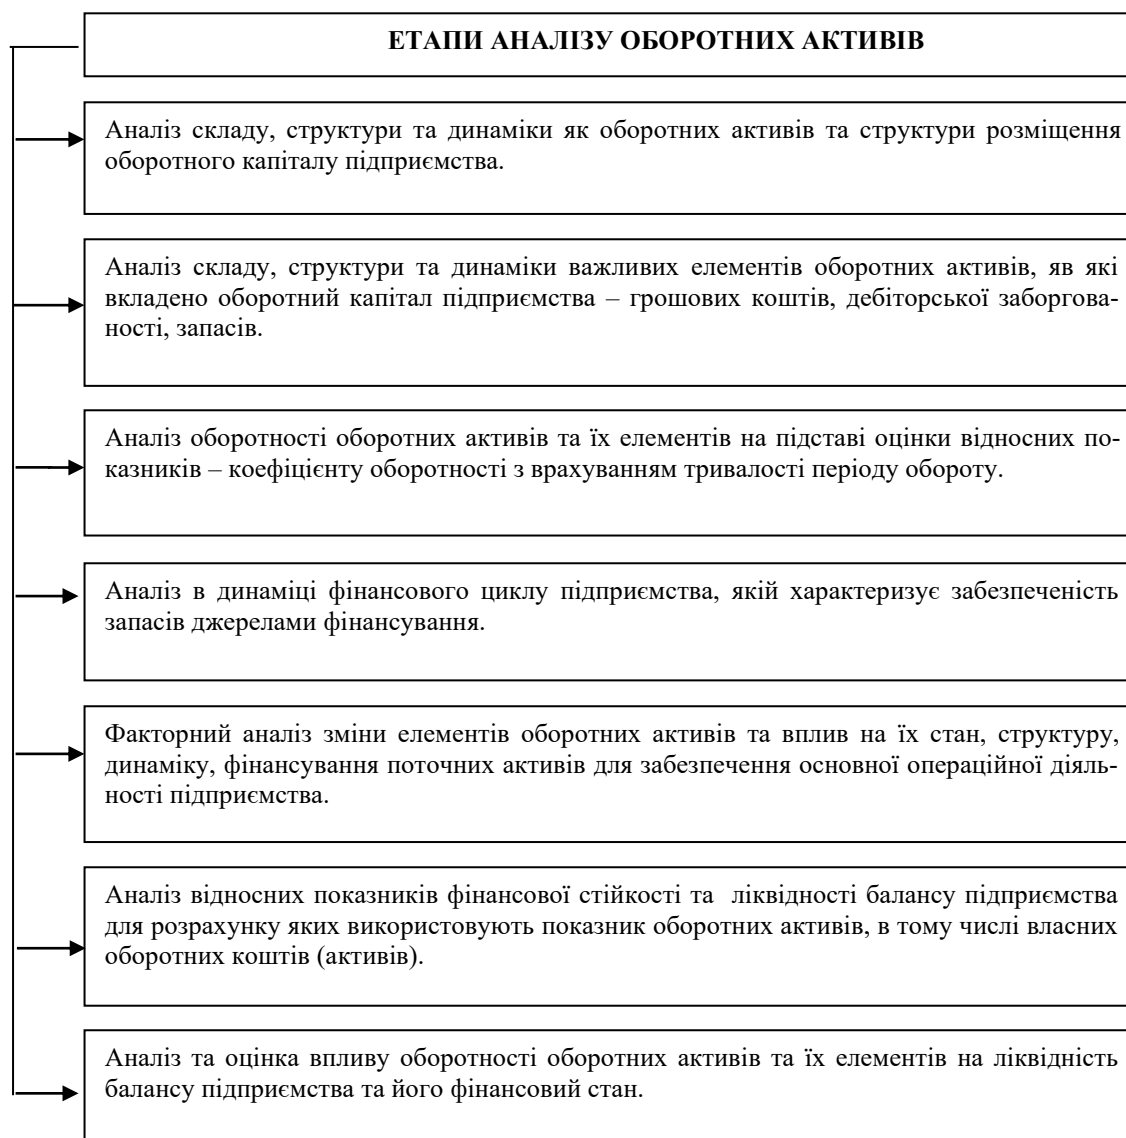 ЕТАПИ АНАЛІЗУ ОБОРОТНИХ АКТИВІВ
Аналіз складу, структури та динаміки як оборотних активів та структури розміщення
оборотного капіталу підприємства.
Аналіз складу, структури та динаміки важливих елементів оборотних активів, яв які
вкладено оборотний капітал підприємства – грошових коштів, дебіторської заборгова-
ності, запасів.
Аналіз оборотності оборотних активів та їх елементів на підставі оцінки відносних по-
казників – коефіцієнту оборотності з врахуванням тривалості періоду обороту.
Аналіз в динаміці фінансового циклу підприємства, якій характеризує забезпеченість
запасів джерелами фінансування.
Факторний аналіз зміни елементів оборотних активів та вплив на їх стан, структуру,
динаміку, фінансування поточних активів для забезпечення основної операційної діяль-
ності підприємства.
Аналіз відносних показників фінансової стійкості та ліквідності балансу підприємства
для розрахунку яких використовують показник оборотних активів, в тому числі власних
оборотних коштів (активів).
Аналіз та оцінка впливу оборотності оборотних активів та їх елементів на ліквідність
балансу підприємства та його фінансовий стан.